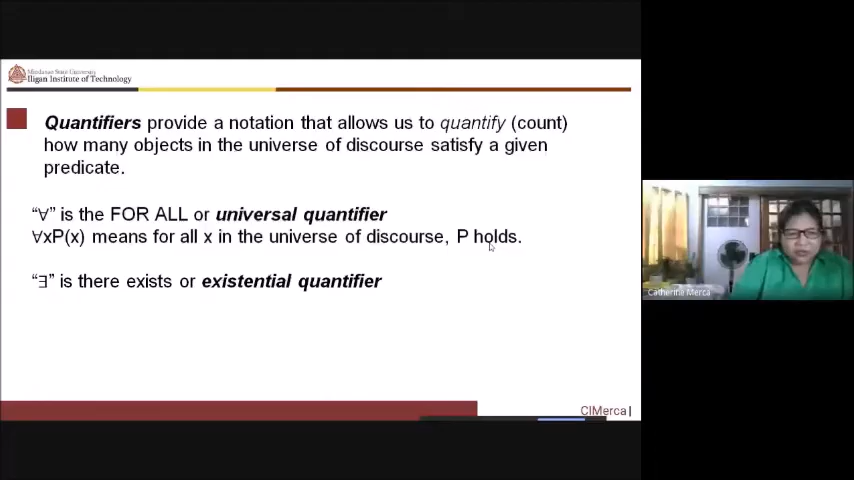 Mindanao State University
Iligan Institute of Technology
Quantifiers provide a notation that allows us to quantify (count)
how many objects in the universe of discourse satisfy a given
predicate.
“∀” is the FOR ALL or universal quantifier
∀xP(x) means for all x in the universe of discourse, P holds.
“∃” is there exists or existential quantifier
Catherine Merca
CIMerca |